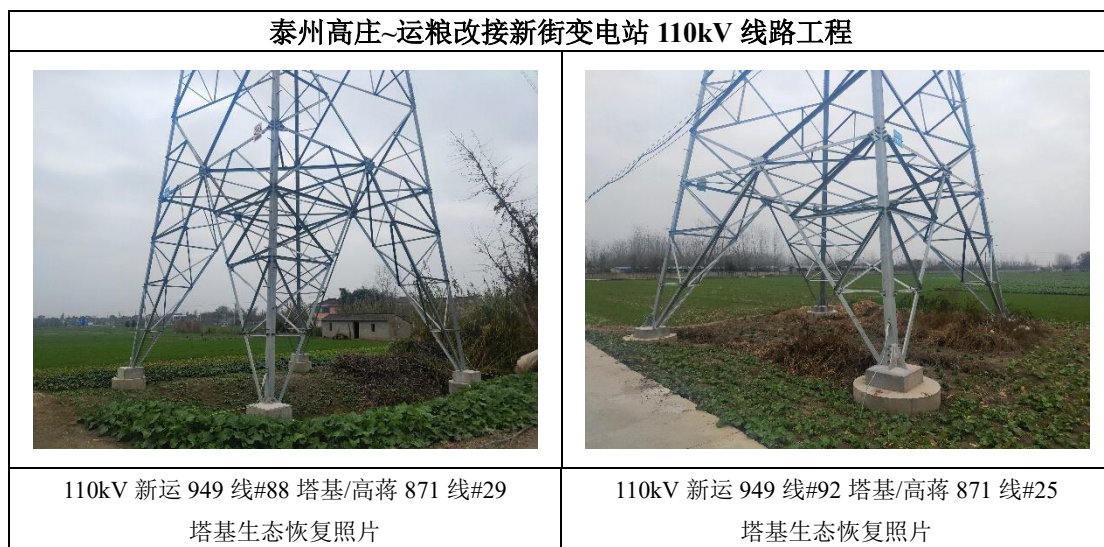 泰州高庄~运粮改接新街变电站 110kV 线路工程
110kV 新运 949 线#88 塔基/高蒋 871 线#29
塔基生态恢复照片
110kV 新运 949 线#92 塔基/高蒋 871 线#25
塔基生态恢复照片